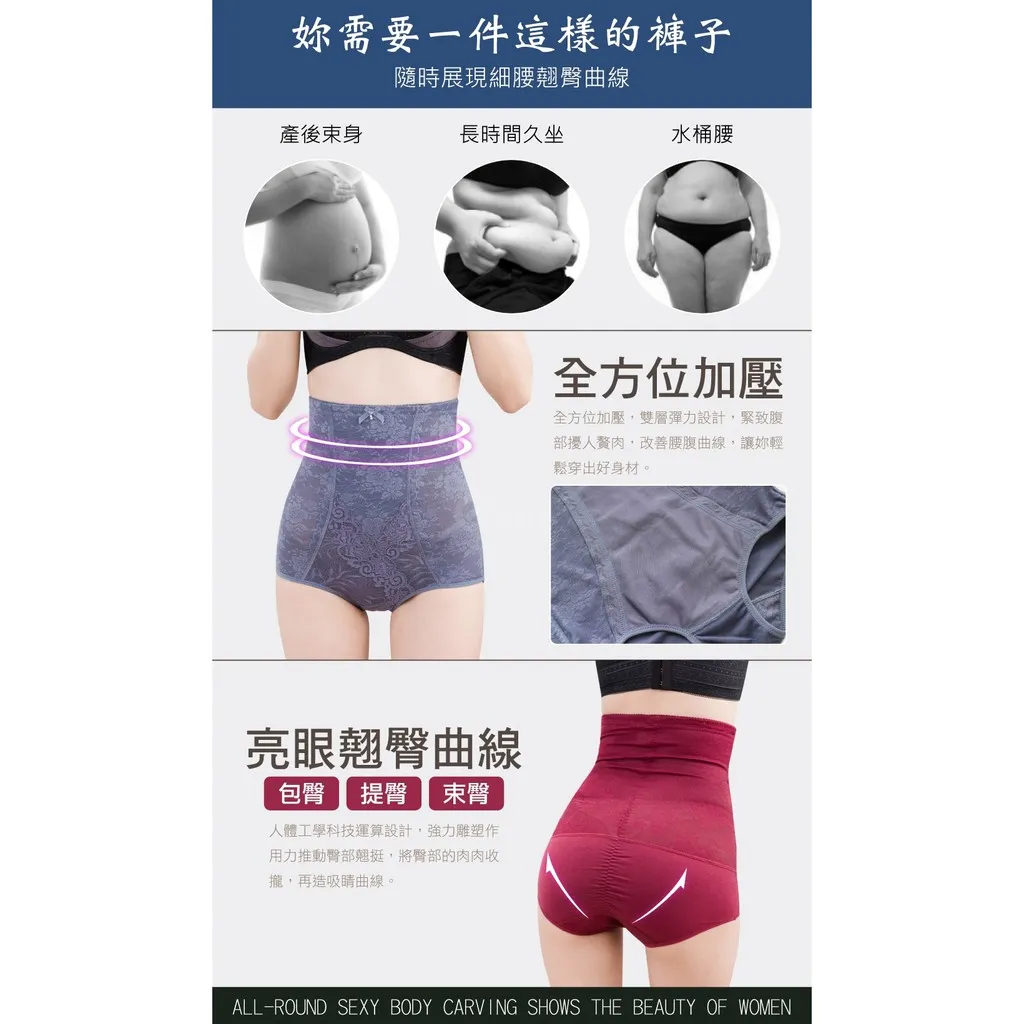 妳需要一件這樣的褲子
隨時展現細腰翹臀曲線
產後束身
長時間久坐
水桶腰
全方位加壓
全方位加壓，雙層彈力設計，緊致腹
部擾人贅肉，改善腰腹曲線，讓妳輕
鬆穿出好身材。
亮眼翹臀曲線
包臀 提臀 束臀
人體工學科技運算設計，強力雕塑作
用力推動臀部翹挺，將臀部的肉肉收
攏，再造吸睛曲線。
ALL-ROUND SEXY BODY CARVING SHOWS THE BEAUTY OF WOMEN